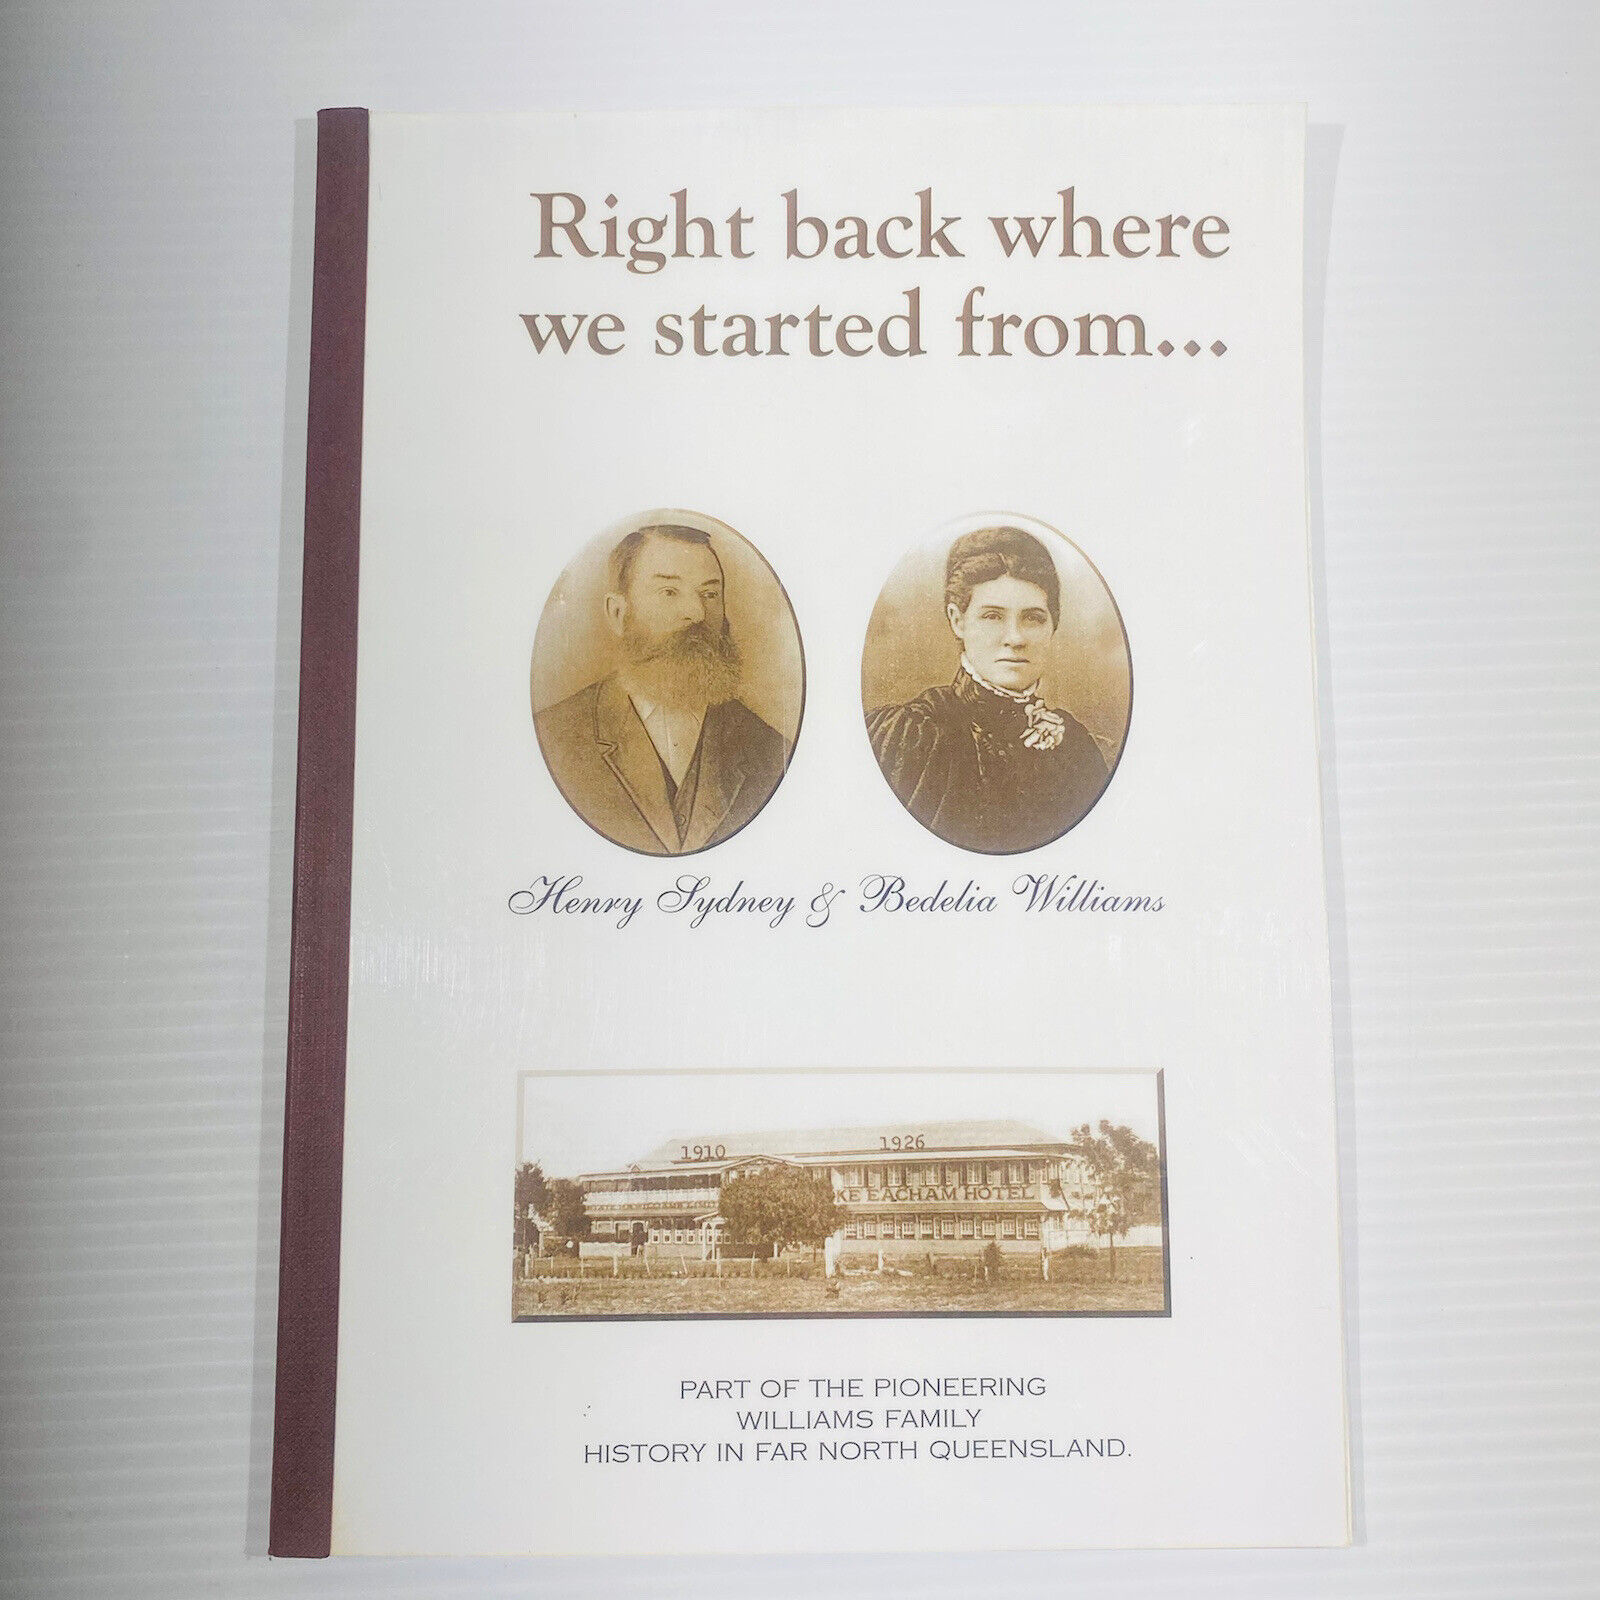 Right back where
we started from...
Henry Sydney & Bedelia Williams
1910
1926
KE EACHAM HOTEL
PART OF THE PIONEERING
WILLIAMS FAMILY
HISTORY IN FAR NORTH QUEENSLAND.